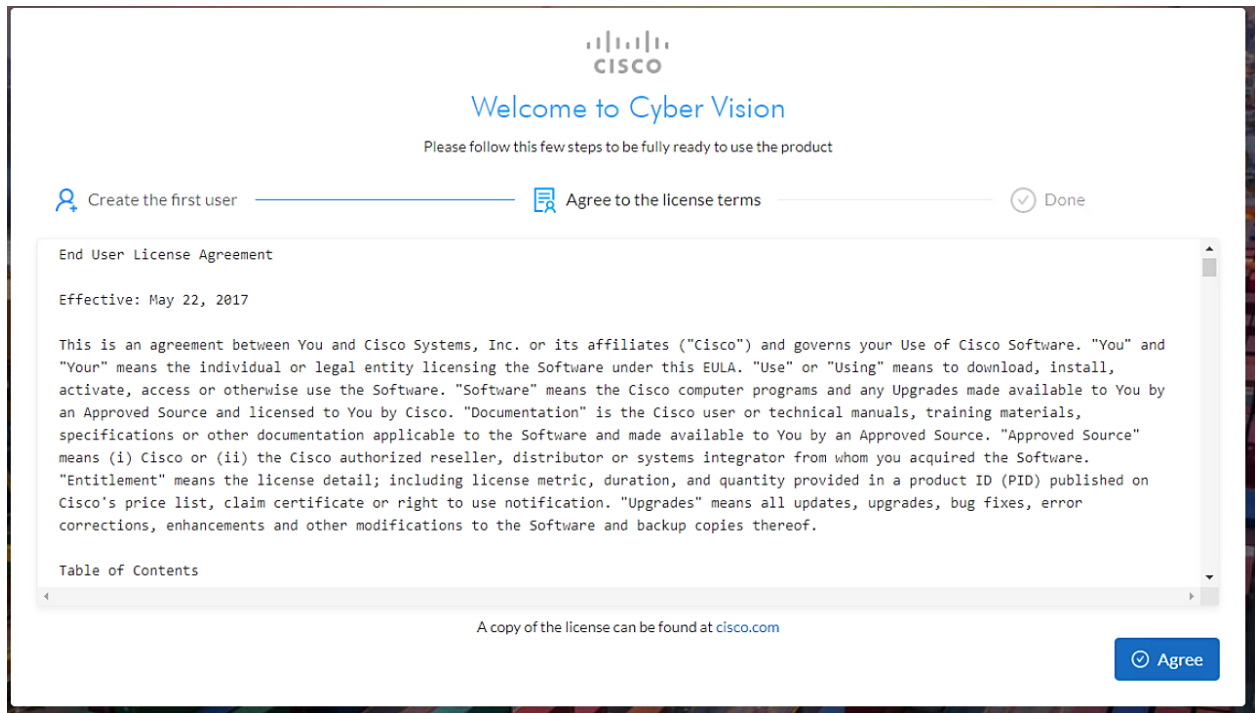 CISCO
Welcome to Cyber Vision
Please follow this few steps to be fully ready to use the product
Create the first user
Agree to the license terms
Done
End User License Agreement
Effective: May 22, 2017
This is an agreement between You and Cisco Systems, Inc. or its affiliates ("Cisco") and governs your Use of Cisco Software. "You" and
"Your" means the individual or legal entity licensing the Software under this EULA. "Use" or "Using" means to download, install,
activate, access or otherwise use the Software. "Software" means the Cisco computer programs and any Upgrades made available to You by
an Approved Source and licensed to You by Cisco. "Documentation" is the Cisco user or technical manuals, training materials,
specifications or other documentation applicable to the Software and made available to You by an Approved Source. "Approved Source"
means (i) Cisco or (ii) the Cisco authorized reseller, distributor or systems integrator from whom you acquired the Software.
"Entitlement" means the license detail; including license metric, duration, and quantity provided in a product ID (PID) published on
Cisco's price list, claim certificate or right to use notification. "Upgrades" means all updates, upgrades, bug fixes, error
corrections, enhancements and other modifications to the Software and backup copies thereof.
Table of Contents
A copy of the license can be found at cisco.com
Agree